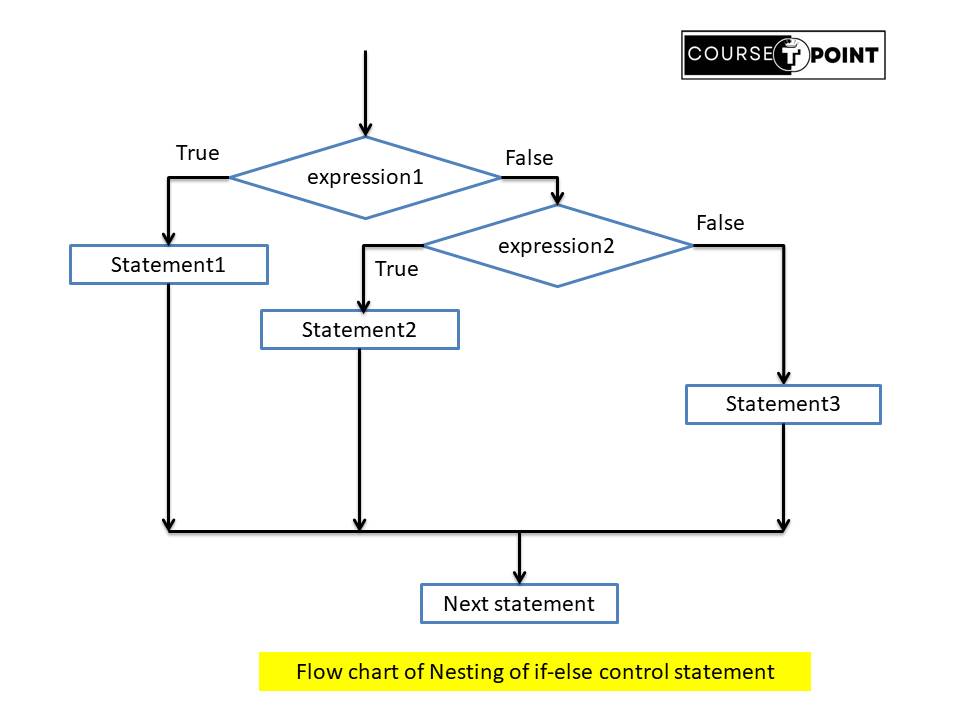 COURSE T POINT
True
False
expression1
False
expression2
Statement1
True
Statement2
Statement3
Next statement
Flow chart of Nesting of if-else control statement